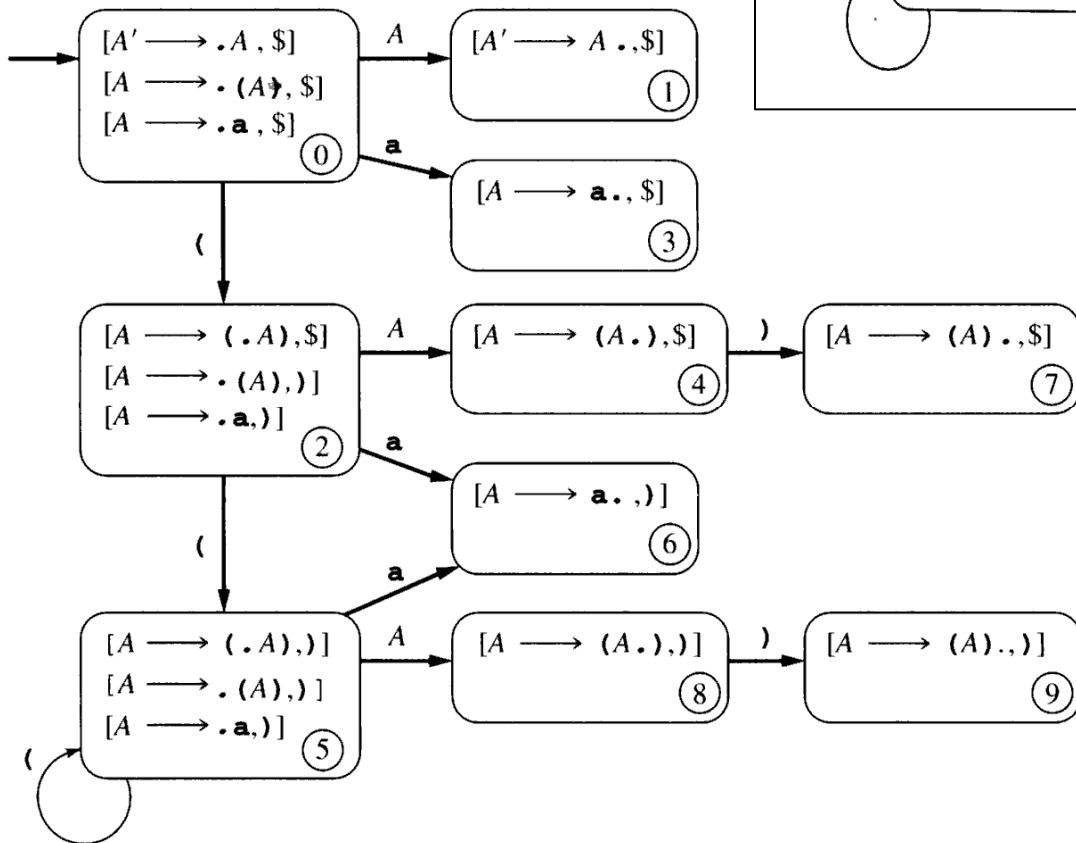 [A' ⟶ .A , $]
[A ⟶ .(A), $]
[A ⟶ .a , $]
0
A
[A' ⟶ A .,$]
1
a
[A ⟶ a., $]
3
(
[A ⟶ (.A),$]
[A ⟶ .(A),)]
[A ⟶ .a,)]
2
A
[A ⟶ (A.),$]
4
)
[A ⟶ (A).,$]
7
a
[A ⟶ a. ,)]
6
(
a
[A ⟶ (.A),)]
[A ⟶ .(A),)]
[A ⟶ .a,)]
5
A
[A ⟶ (A.),)]
8
)
[A ⟶ (A).,)]
9
(